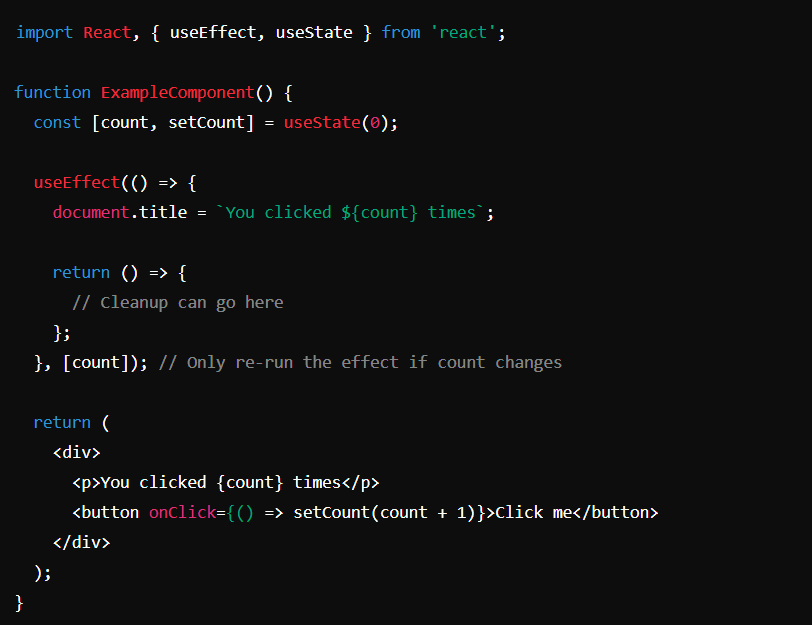 import React, { useEffect, useState } from 'react';

function ExampleComponent() {
  const [count, setCount] = useState(0);

  useEffect(() => {
    document.title = `You clicked ${count} times`;

    return () => {
      // Cleanup can go here
    };
  }, [count]); // Only re-run the effect if count changes

  return (
    <div>
      <p>You clicked {count} times</p>
      <button onClick={() => setCount(count + 1)}>Click me</button>
    </div>
  );
}